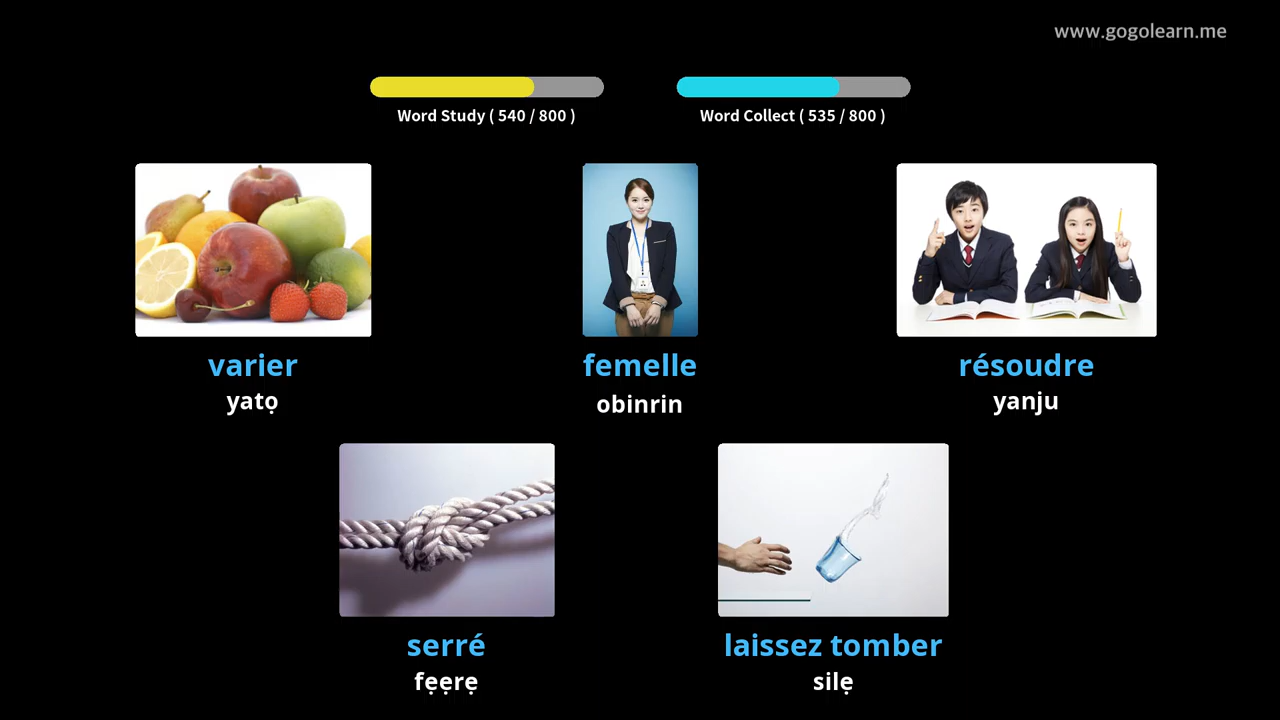 www.gogolearn.me
Word Study ( 540 / 800 )
Word Collect ( 535 / 800 )
varier
yatọ
femelle
obinrin
résoudre
yanju
serré
fẹẹrẹ
laissez tomber
silẹ